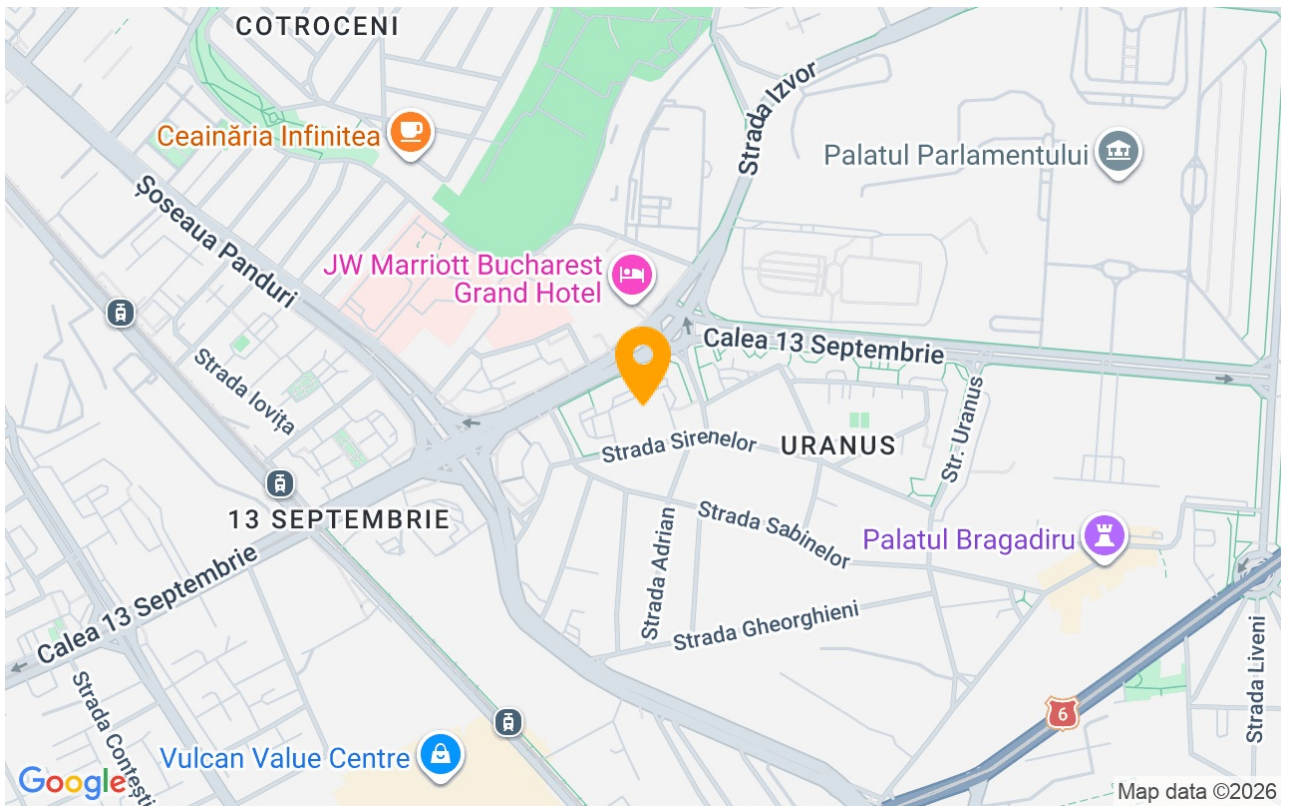 COTROCENI
Strada Izvor
Ceainăria Infinitea
Palatul Parlamentului
Șoseaua Panduri
JW Marriott Bucharest
Grand Hotel
Calea 13 Septembrie
Strada Iovița
Str. Uranus
Strada Sirenelor
URANUS
13 SEPTEMBRIE
Strada Sabinelor
Palatul Bragadiru
Strada Adrian
Calea 13 Septembrie
Strada Gheorghieni
Strada Liveni
6
Strada Contești
Vulcan Value Centre
Google
Map data ©2026